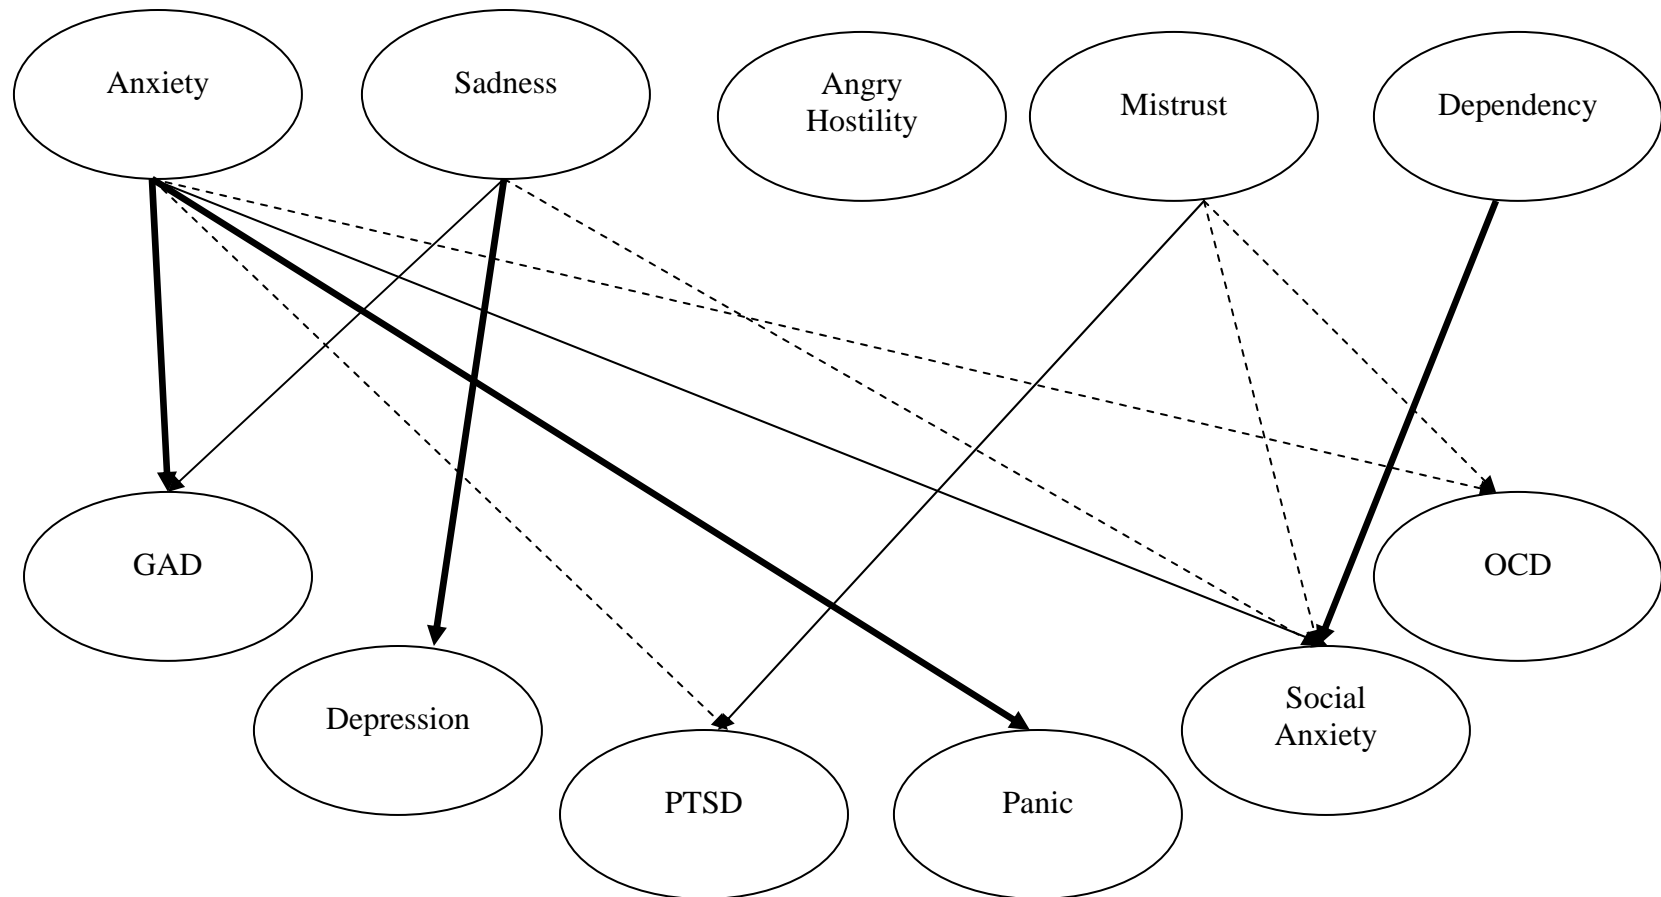 Anxiety
Sadness
Angry
Hostility
Mistrust
Dependency
GAD
OCD
Depression
Social
Anxiety
PTSD
Panic